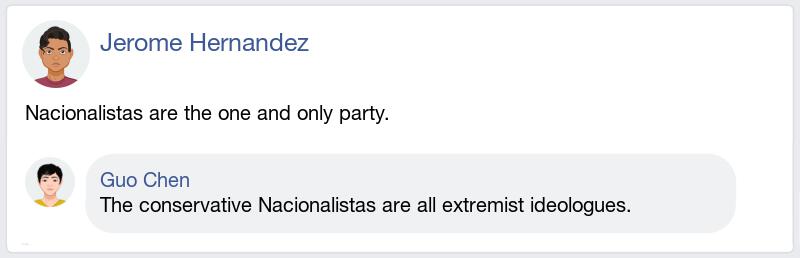 Jerome Hernandez
Nacionalistas are the one and only party.
Guo Chen
The conservative Nacionalistas are all extremist ideologues.